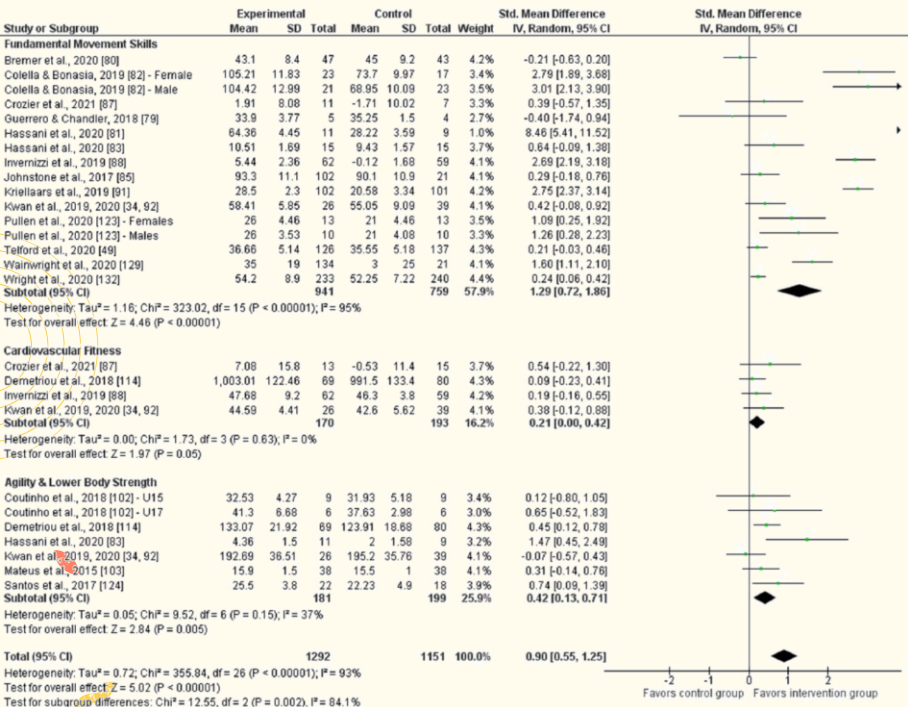 Experimental Control Std. Mean Difference Std. Mean Difference
Study or Subgroup Mean SD Total Mean SD Total Weight IV, Random, 95% CI IV, Random, 95% CI
Fundamental Movement Skills
Bremer et al., 2020 [80] 43.1 8.4 47 45 9.2 43 4.2% -0.21 [-0.63, 0.20]
Colella & Bonasia, 2019 [82] - Female 105.21 11.83 23 73.7 9.97 17 3.5% 2.79 [1.89, 3.68]
Colella & Bonasia, 2019 [82] - Male 104.42 12.99 21 68.95 10.09 23 3.5% 3.01 [2.13, 3.90]
Crozier et al., 2021 [87] 1.91 8.08 11 -1.71 10.02 7 3.4% 0.39 [-0.57, 1.35]
Guerrero & Chandler, 2018 [79] 33.9 3.77 5 35.25 1.5 4 2.8% -0.40 [-1.74, 0.94]
Hassani et al., 2020 [81] 64.36 4.45 11 28.22 3.59 9 1.0% 8.46 [5.41, 11.52]
Hassani et al., 2020 [83] 10.51 1.69 15 9.43 1.57 15 3.8% 0.64 [-0.09, 1.38]
Invernizzi et al., 2019 [88] 5.44 2.36 62 -0.12 1.68 59 4.1% 2.69 [2.19, 3.18]
Johnstone et al., 2017 [85] 93.3 11.1 102 90.1 10.9 21 4.1% 0.29 [-0.18, 0.76]
Kriellaars et al., 2019 [91] 28.5 2.3 102 20.58 3.34 101 4.2% 2.75 [2.37, 3.14]
Kwan et al., 2019, 2020 [34, 92] 58.41 5.85 26 55.05 9.09 39 4.1% 0.42 [-0.08, 0.92]
Pullen et al., 2020 [123] - Females 26 4.46 13 21 4.46 13 3.6% 1.09 [0.25, 1.92]
Pullen et al., 2020 [123] - Males 26 3.53 10 21 4.08 10 3.4% 1.26 [0.28, 2.23]
Telford et al., 2020 [49] 36.66 5.14 126 35.55 5.18 137 4.4% 0.21 [-0.03, 0.46]
Wainwright et al., 2020 [129] 35 19 134 3 25 21 4.1% 1.60 [1.11, 2.10]
Wright et al., 2020 [132] 54.2 8.9 233 52.25 7.22 240 4.4% 0.24 [0.06, 0.42]
Subtotal (95% CI) 941 759 57.9% 1.29 [0.72, 1.86]
Heterogeneity: Tau² = 1.16; Chi² = 323.02, df = 15 (P < 0.00001); I² = 95%
Test for overall effect: Z = 4.46 (P < 0.00001)
Cardiovascular Fitness
Crozier et al., 2021 [87] 7.08 15.8 13 -0.53 11.4 15 3.7% 0.54 [-0.22, 1.30]
Demetriou et al., 2018 [114] 1,003.01 122.46 69 991.5 133.4 80 4.3% 0.09 [-0.23, 0.41]
Invernizzi et al., 2019 [88] 47.68 9.2 62 46.3 3.8 59 4.2% 0.19 [-0.16, 0.55]
Kwan et al., 2019, 2020 [34, 92] 44.59 4.41 26 42.6 5.62 39 4.1% 0.38 [-0.12, 0.88]
Subtotal (95% CI) 170 193 16.2% 0.21 [0.00, 0.42]
Heterogeneity: Tau² = 0.00; Chi² = 1.73, df = 3 (P = 0.63); I² = 0%
Test for overall effect: Z = 1.97 (P = 0.05)
Agility & Lower Body Strength
Coutinho et al., 2018 [102] - U15 32.53 4.27 9 31.93 5.18 9 3.4% 0.12 [-0.80, 1.05]
Coutinho et al., 2018 [102] - U17 41.3 6.68 6 37.63 2.98 6 3.0% 0.65 [-0.52, 1.83]
Demetriou et al., 2018 [114] 133.07 21.92 69 123.91 18.68 80 4.3% 0.45 [0.12, 0.78]
Hassani et al., 2020 [83] 4.36 1.5 11 2 1.58 9 3.3% 1.47 [0.45, 2.49]
Kwan et al., 2019, 2020 [34, 92] 192.69 36.51 26 195.2 35.76 39 4.1% -0.07 [-0.57, 0.43]
Mateus et al., 2015 [103] 15.9 1.5 38 15.5 1 38 4.1% 0.31 [-0.14, 0.76]
Santos et al., 2017 [124] 25.5 3.8 22 22.23 4.9 18 3.9% 0.74 [0.09, 1.39]
Subtotal (95% CI) 181 199 25.9% 0.42 [0.13, 0.71]
Heterogeneity: Tau² = 0.05; Chi² = 9.52, df = 6 (P = 0.15); I² = 37%
Test for overall effect: Z = 2.84 (P = 0.005)
Total (95% CI) 1292 1151 100.0% 0.90 [0.55, 1.25]
Heterogeneity: Tau² = 0.72; Chi² = 355.84, df = 26 (P < 0.00001); I² = 93%
-2 -1 0 1 2
Test for overall effect: Z = 5.02 (P < 0.00001)
Favors control group Favors intervention group
Test for subgroup differences: Chi² = 12.55, df = 2 (P = 0.002), I² = 84.1%